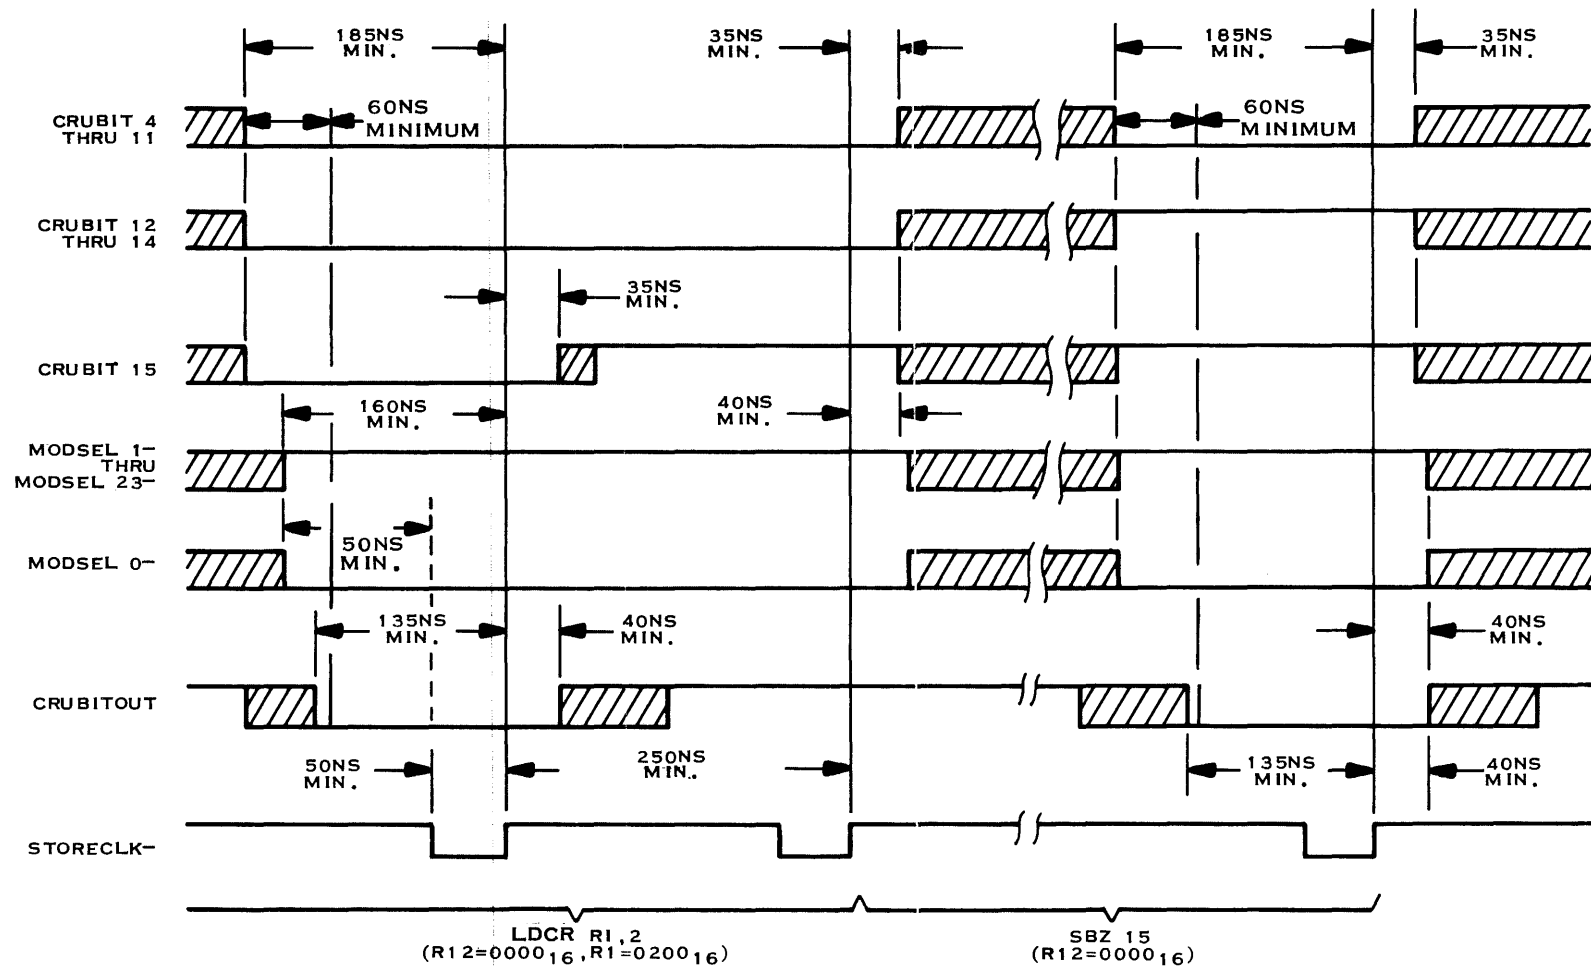 185NS
MIN.
35NS
MIN.
185NS
MIN.
35NS
MIN.
CRUBIT 4
THRU 11
60NS
MINIMUM
60NS
MINIMUM
CRUBIT 12
THRU 14
35NS
MIN.
CRUBIT 15
160NS
MIN.
40NS
MIN.
MODSEL 1-
THRU
MODSEL 23-
50NS
MIN.
MODSEL 0-
135NS
MIN.
40NS
MIN.
40NS
MIN.
CRUBITOUT
50NS
MIN.
250NS
MIN.
135NS
MIN.
40NS
MIN.
STORECLK-
LDCR R1,2
(R12=0000₁₆,R1=0200₁₆)
SBZ 15
(R12=0000₁₆)